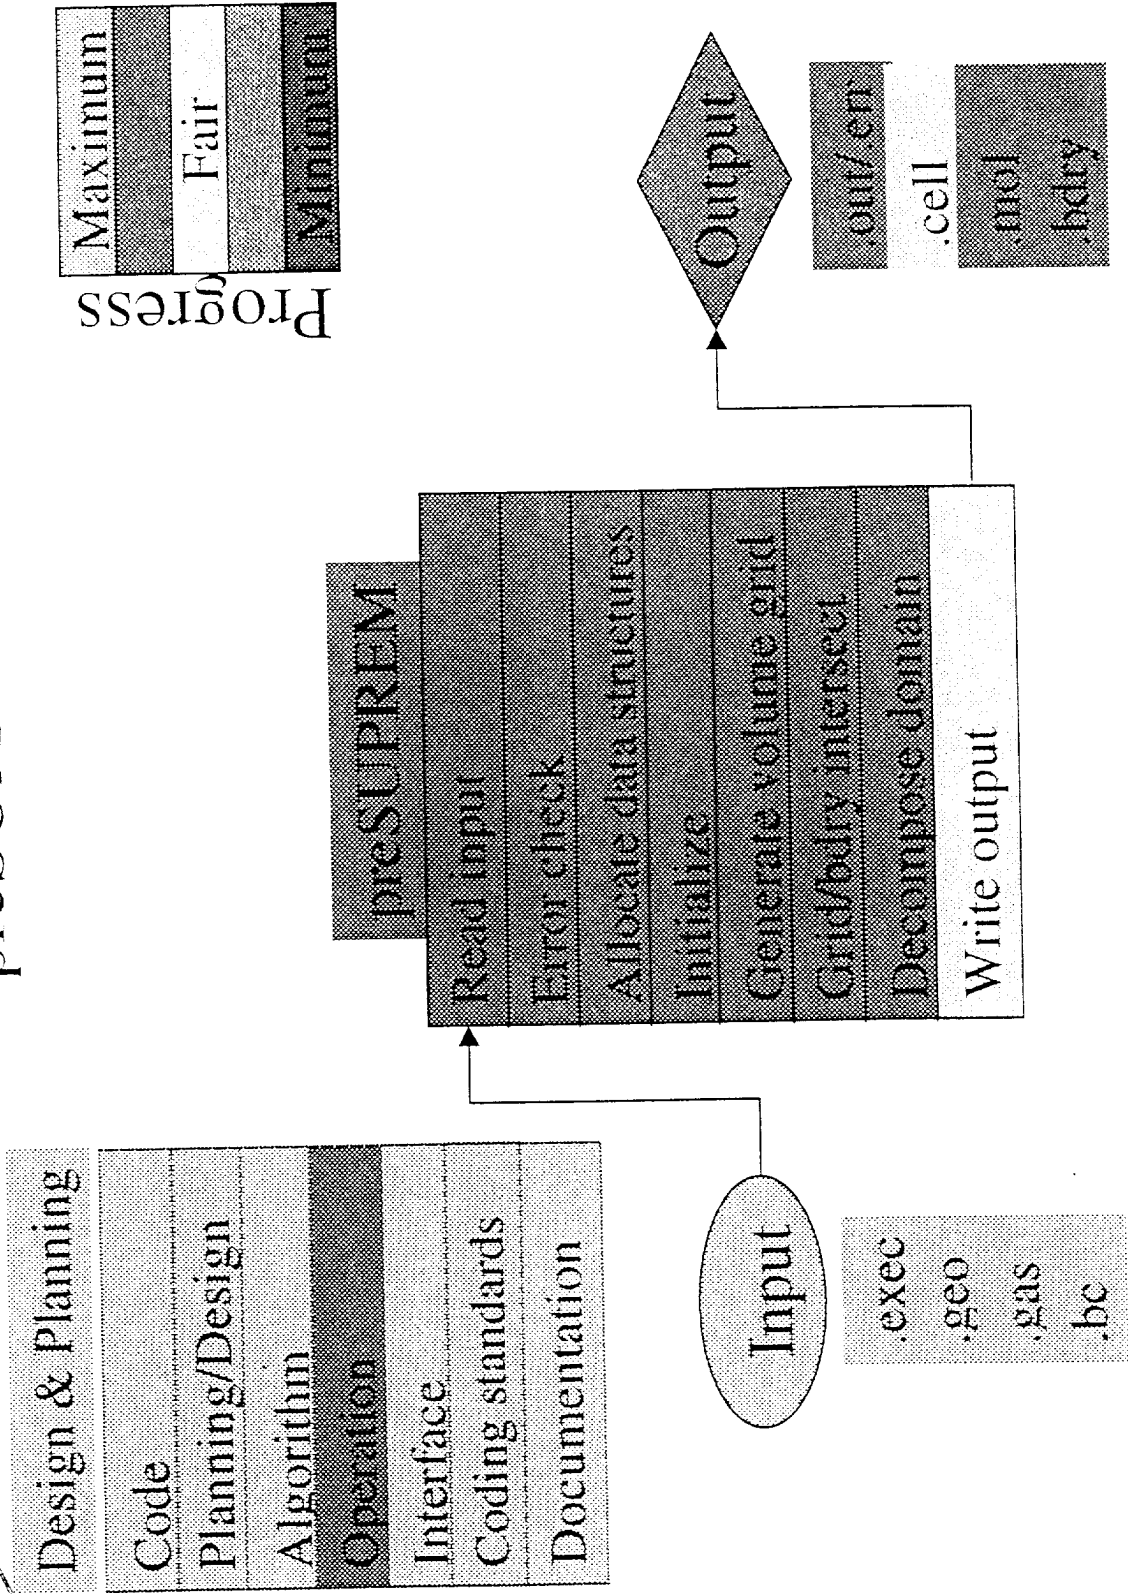 Design & Planning
Code
Planning/Design
Algorithm
Operation
Interface
Coding standards
Documentation
Input
.exec
.geo
.gas
.bc
preSUPREM
Read input
Error check
Allocate data structures
Initialize
Generate volume grid
Grid/bdry intersect
Decompose domain
Write output
Progress
Maximum
Fair
Minimum
Output
.out/.err
.cell
.mol
.bdry